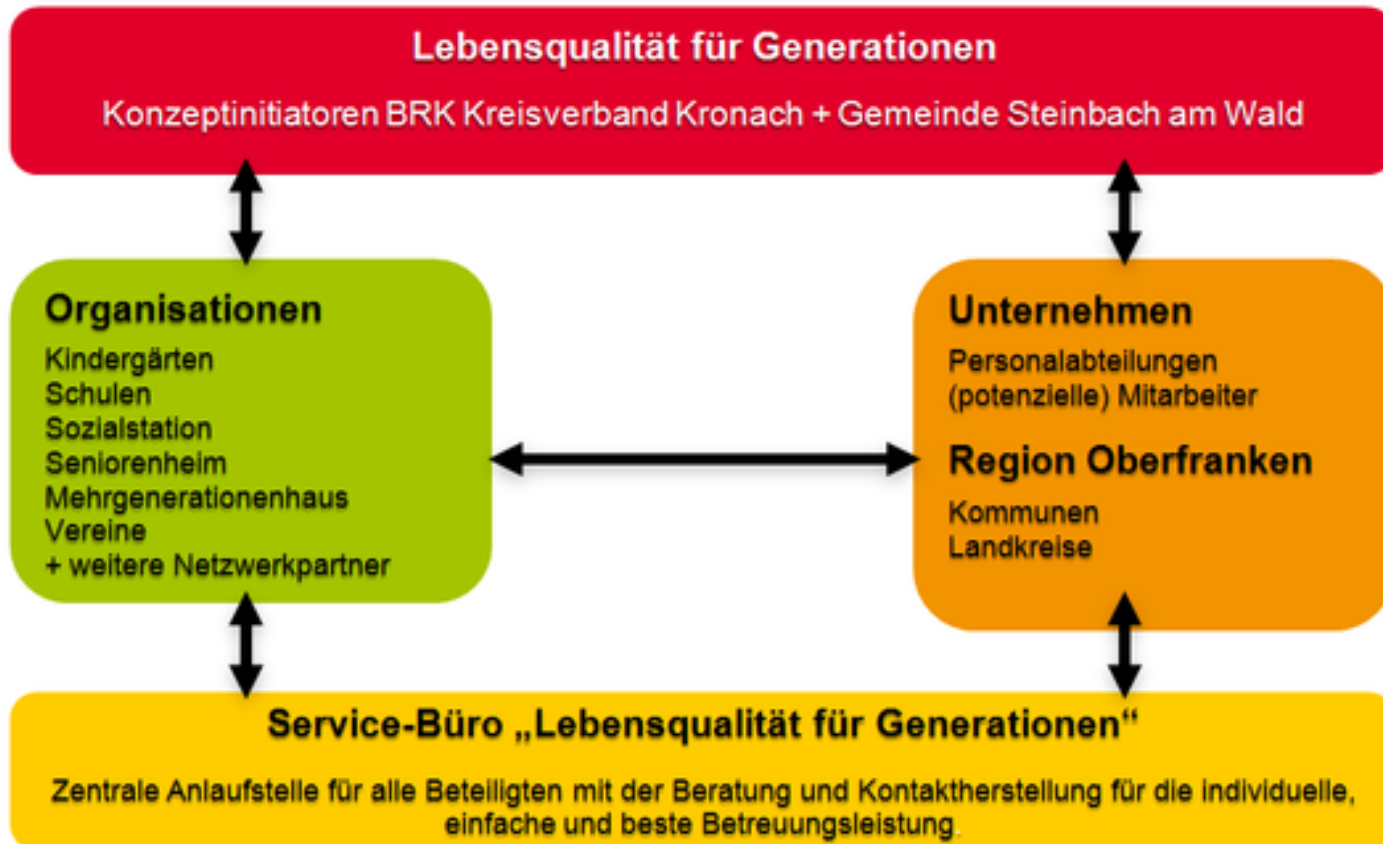 Lebensqualität für Generationen
Konzeptinitiatoren BRK Kreisverband Kronach + Gemeinde Steinbach am Wald
Organisationen
Kindergärten
Schulen
Sozialstation
Seniorenheim
Mehrgenerationenhaus
Vereine
+ weitere Netzwerkpartner
Unternehmen
Personalabteilungen
(potenzielle) Mitarbeiter
Region Oberfranken
Kommunen
Landkreise
Service-Büro „Lebensqualität für Generationen“
Zentrale Anlaufstelle für alle Beteiligten mit der Beratung und Kontaktherstellung für die individuelle,
einfache und beste Betreuungsleistung.